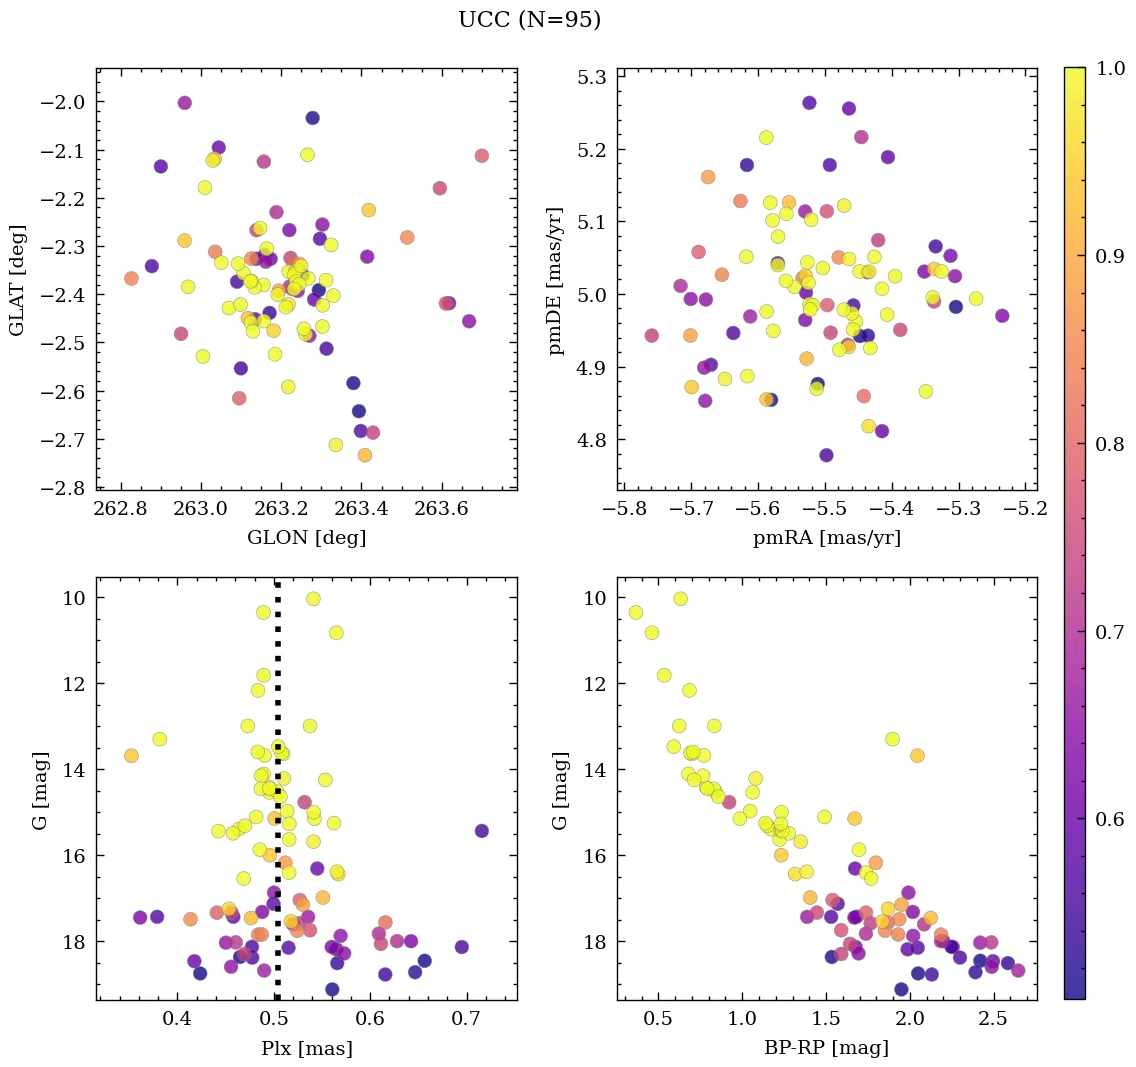 UCC (N=95)
−2.0
−2.1
−2.2
−2.3
−2.4
−2.5
−2.6
−2.7
−2.8
GLAT [deg]
262.8 263.0 263.2 263.4 263.6
GLON [deg]
5.3
5.2
5.1
5.0
4.9
4.8
pmDE [mas/yr]
−5.8 −5.7 −5.6 −5.5 −5.4 −5.3 −5.2
pmRA [mas/yr]
10
12
14
16
18
G [mag]
0.4 0.5 0.6 0.7
Plx [mas]
10
12
14
16
18
G [mag]
0.5 1.0 1.5 2.0 2.5
BP-RP [mag]
1.0
0.9
0.8
0.7
0.6